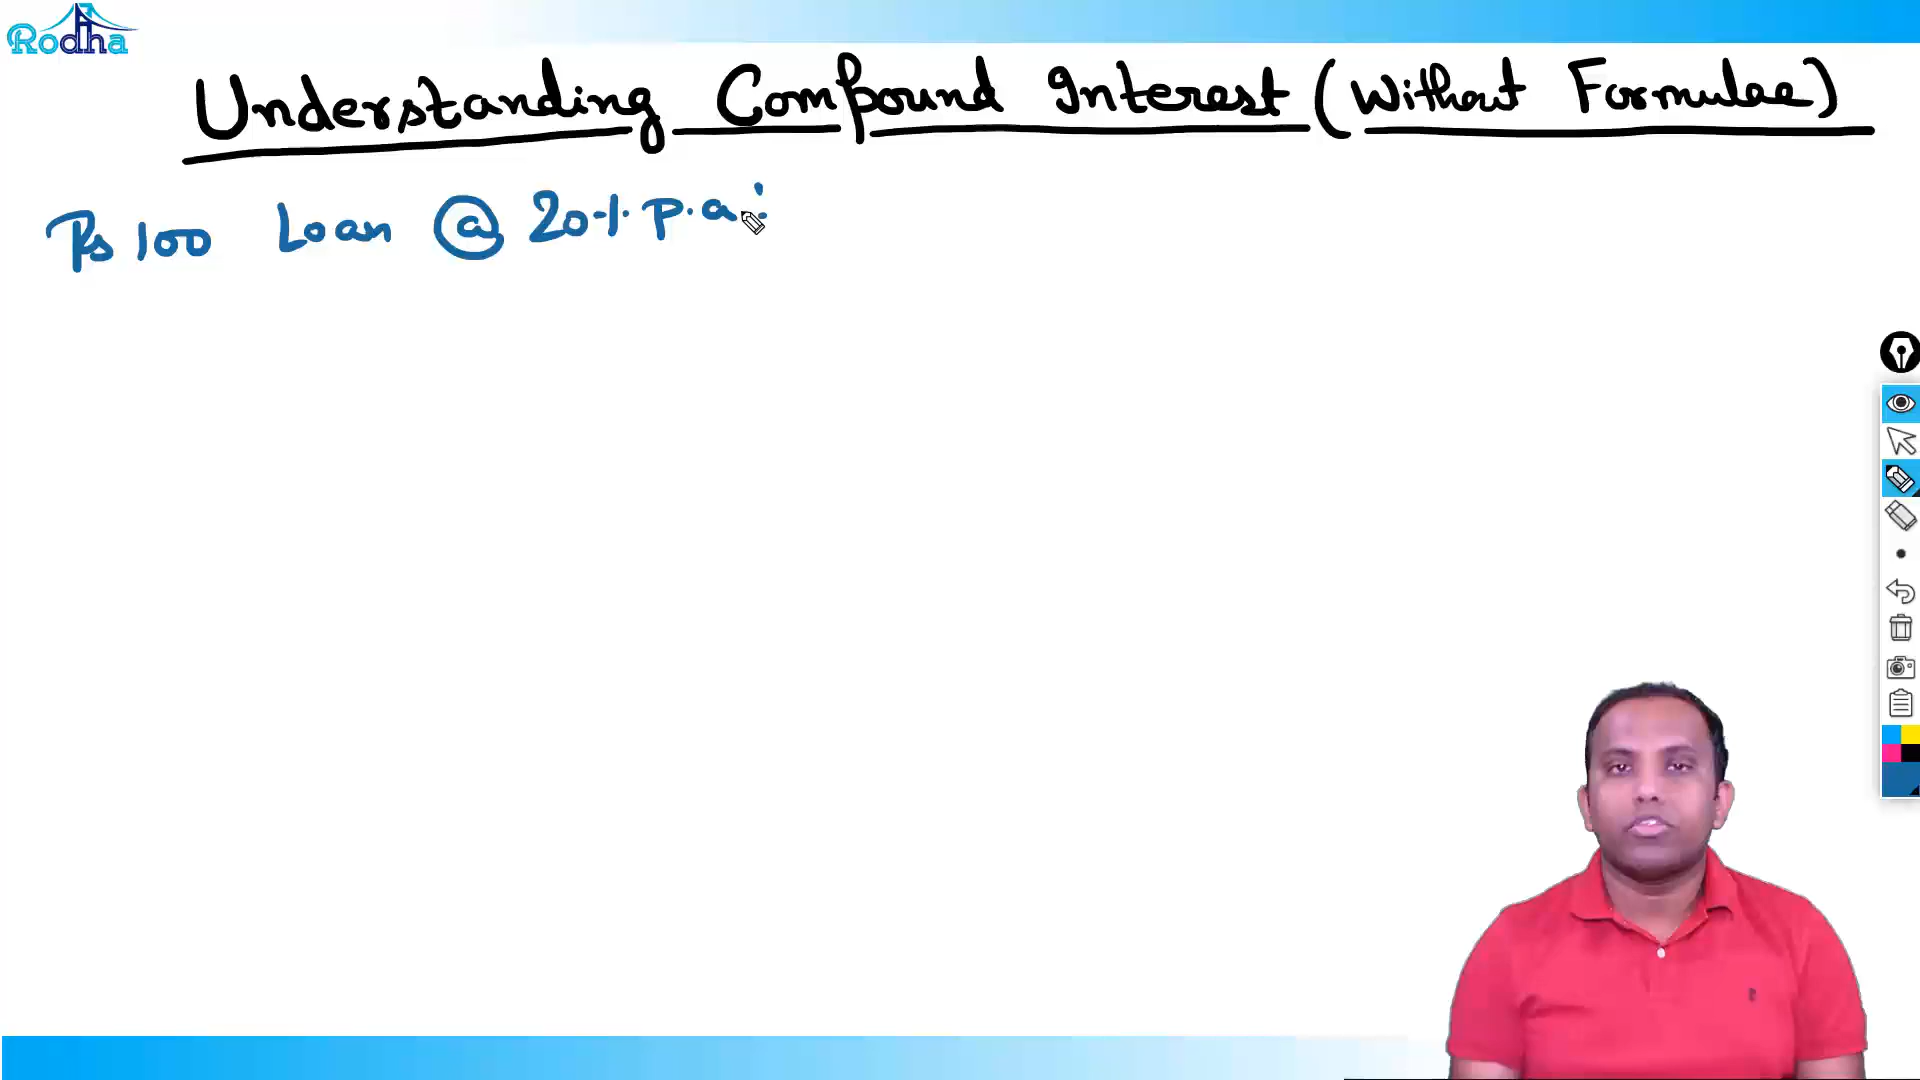 Rodha
Understanding Compound Interest (Without Formulae)
Rs 100 Loan @ 20% p.a: